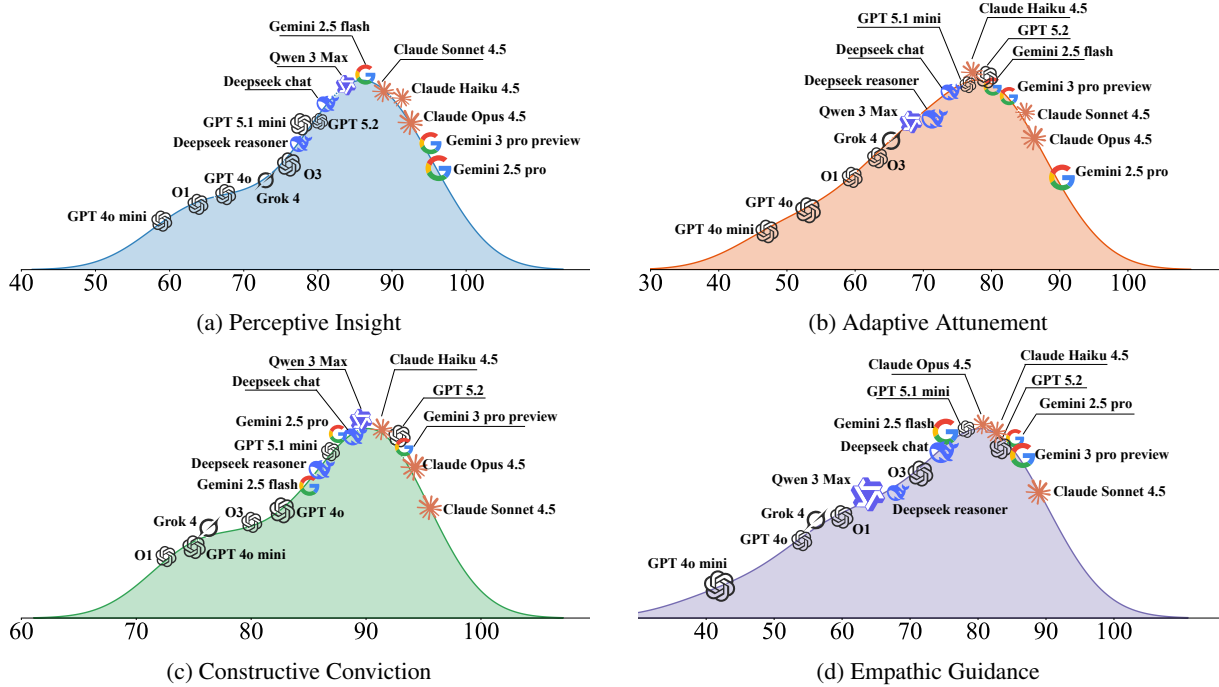 Gemini 2.5 flash
Qwen 3 Max
Claude Sonnet 4.5
Deepseek chat
Claude Haiku 4.5
GPT 5.1 mini
GPT 5.2
Claude Opus 4.5
Deepseek reasoner
Gemini 3 pro preview
O3
Gemini 2.5 pro
GPT 4o
O1
Grok 4
GPT 4o mini
40 50 60 70 80 90 100
(a) Perceptive Insight
Claude Haiku 4.5
GPT 5.1 mini
GPT 5.2
Deepseek chat
Gemini 2.5 flash
Deepseek reasoner
Gemini 3 pro preview
Qwen 3 Max
Claude Sonnet 4.5
Grok 4
Claude Opus 4.5
O3
O1
Gemini 2.5 pro
GPT 4o
GPT 4o mini
30 40 50 60 70 80 90 100
(b) Adaptive Attunement
Qwen 3 Max
Claude Haiku 4.5
Deepseek chat
GPT 5.2
Gemini 2.5 pro
Gemini 3 pro preview
GPT 5.1 mini
Deepseek reasoner
Claude Opus 4.5
Gemini 2.5 flash
O3
GPT 4o
Claude Sonnet 4.5
Grok 4
O1
GPT 4o mini
60 70 80 90 100
(c) Constructive Conviction
Claude Haiku 4.5
Claude Opus 4.5
GPT 5.2
GPT 5.1 mini
Gemini 2.5 pro
Gemini 2.5 flash
Deepseek chat
Gemini 3 pro preview
O3
Qwen 3 Max
Claude Sonnet 4.5
Deepseek reasoner
Grok 4
O1
GPT 4o
GPT 4o mini
40 50 60 70 80 90 100
(d) Empathic Guidance